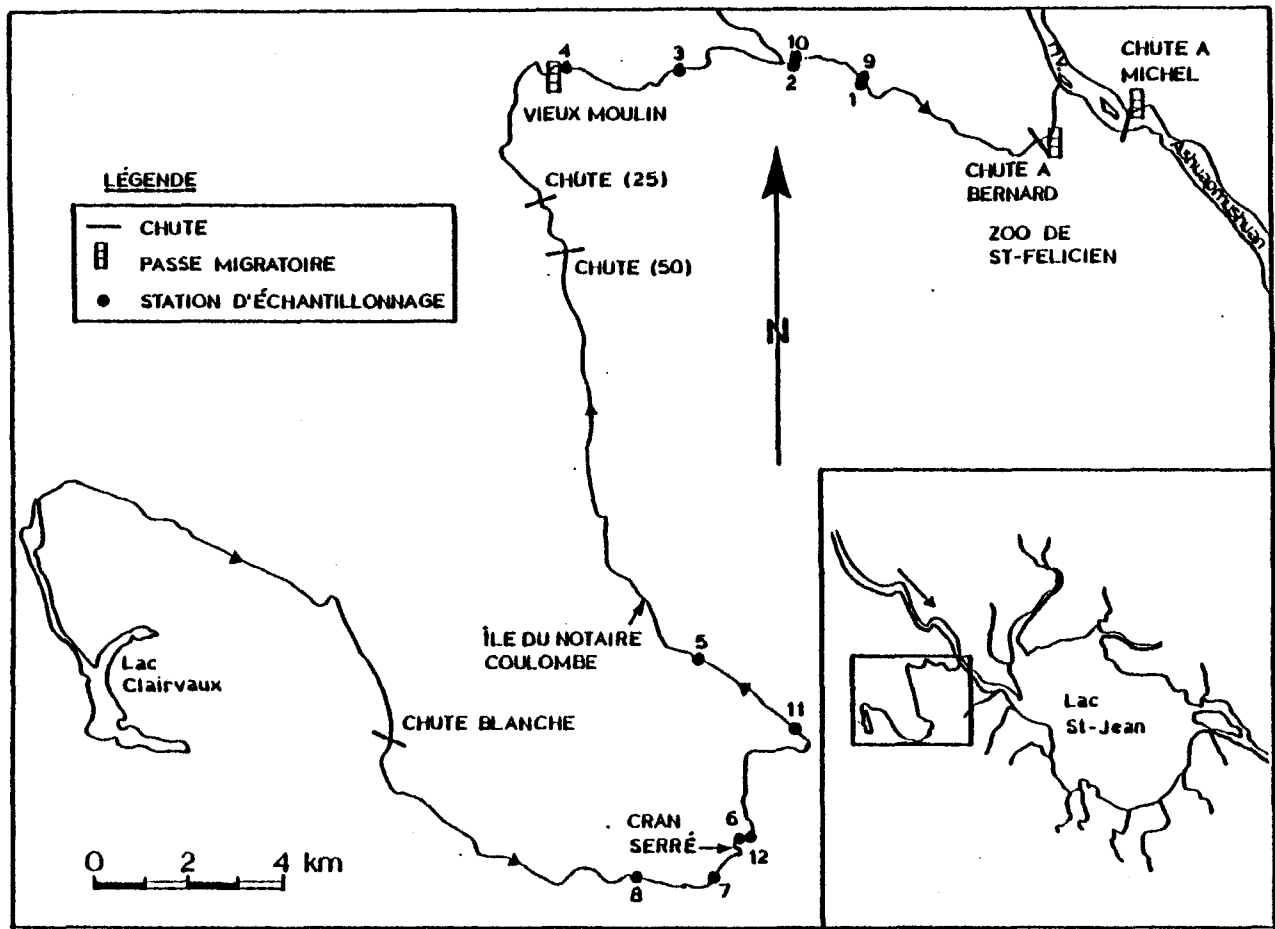 10
4
3
9
2
1
CHUTE A
MICHEL
RIV.
Ashuapmushuan
VIEUX MOULIN
CHUTE A
BERNARD
ZOO DE
ST-FELICIEN
CHUTE (25)
CHUTE (50)
LÉGENDE
CHUTE
PASSE MIGRATOIRE
STATION D'ÉCHANTILLONNAGE
N
ÎLE DU NOTAIRE
COULOMBE
5
11
Lac
Clairvaux
CHUTE BLANCHE
CRAN
SERRÉ
6
12
8
7
0 2 4 km
Lac
St-Jean